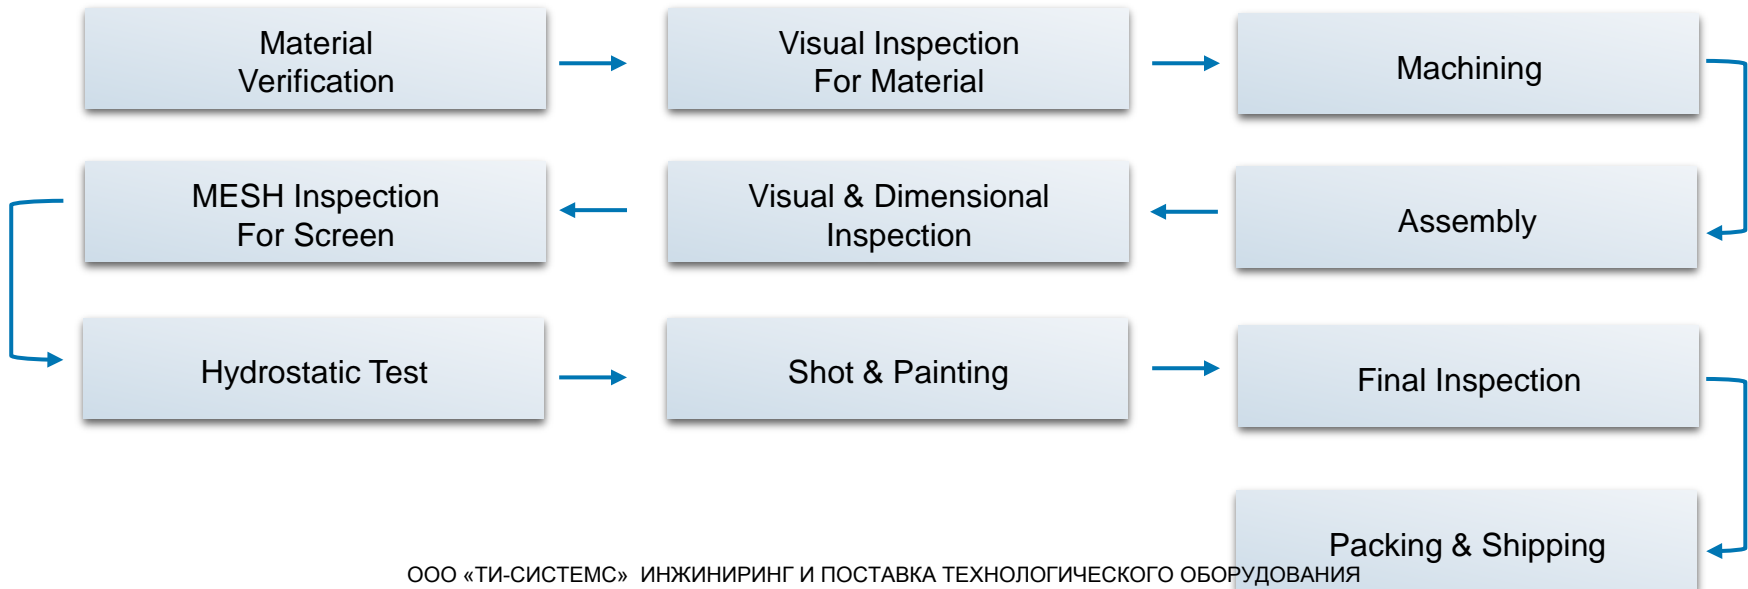 Material
Verification
Visual Inspection
For Material
Machining
MESH Inspection
For Screen
Visual & Dimensional
Inspection
Assembly
Hydrostatic Test
Shot & Painting
Final Inspection
Packing & Shipping
ООО «ТИ-СИСТЕМС» ИНЖИНИРИНГ И ПОСТАВКА ТЕХНОЛОГИЧЕСКОГО ОБОРУДОВАНИЯ